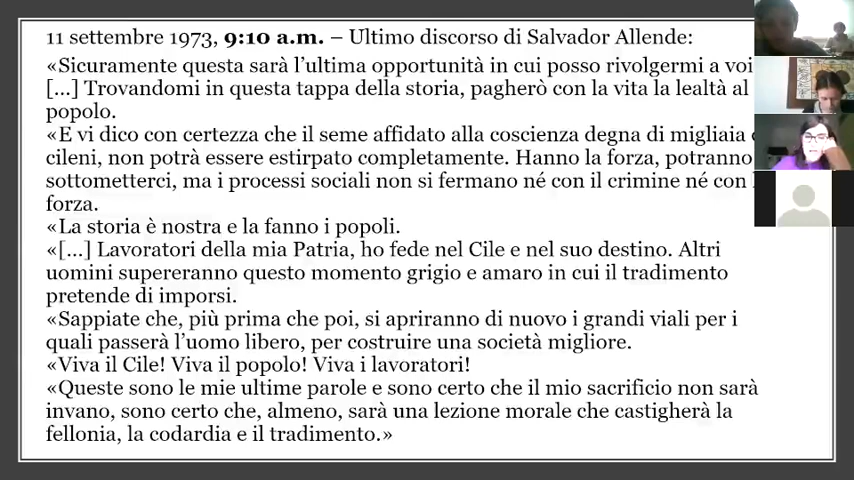 11 settembre 1973, 9:10 a.m. – Ultimo discorso di Salvador Allende:
«Sicuramente questa sarà l'ultima opportunità in cui posso rivolgermi a voi
[...] Trovandomi in questa tappa della storia, pagherò con la vita la lealtà al
popolo.
«E vi dico con certezza che il seme affidato alla coscienza degna di migliaia
cileni, non potrà essere estirpato completamente. Hanno la forza, potranno
sottometterci, ma i processi sociali non si fermano né con il crimine né con
forza.
«La storia è nostra e la fanno i popoli.
«[...] Lavoratori della mia Patria, ho fede nel Cile e nel suo destino. Altri
uomini supereranno questo momento grigio e amaro in cui il tradimento
pretende di imporsi.
«Sappiate che, più prima che poi, si apriranno di nuovo i grandi viali per i
quali passerà l'uomo libero, per costruire una società migliore.
«Viva il Cile! Viva il popolo! Viva i lavoratori!
«Queste sono le mie ultime parole e sono certo che il mio sacrificio non sarà
invano, sono certo che, almeno, sarà una lezione morale che castigherà la
fellonia, la codardia e il tradimento.»